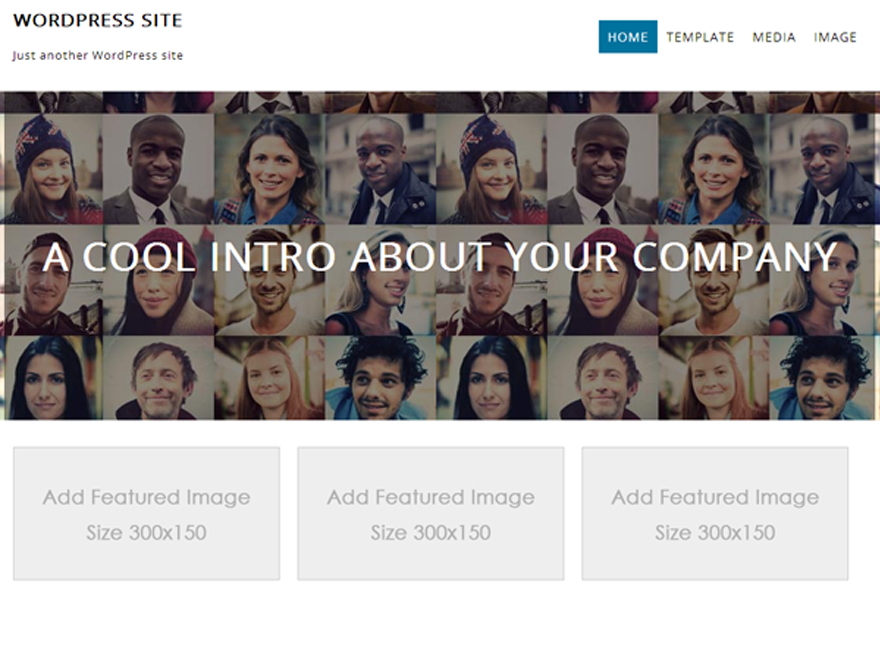 WORDPRESS SITE
HOME TEMPLATE MEDIA IMAGE
Just another WordPress site
A COOL INTRO ABOUT YOUR COMPANY
Add Featured Image
Size 300x150
Add Featured Image
Size 300x150
Add Featured Image
Size 300x150